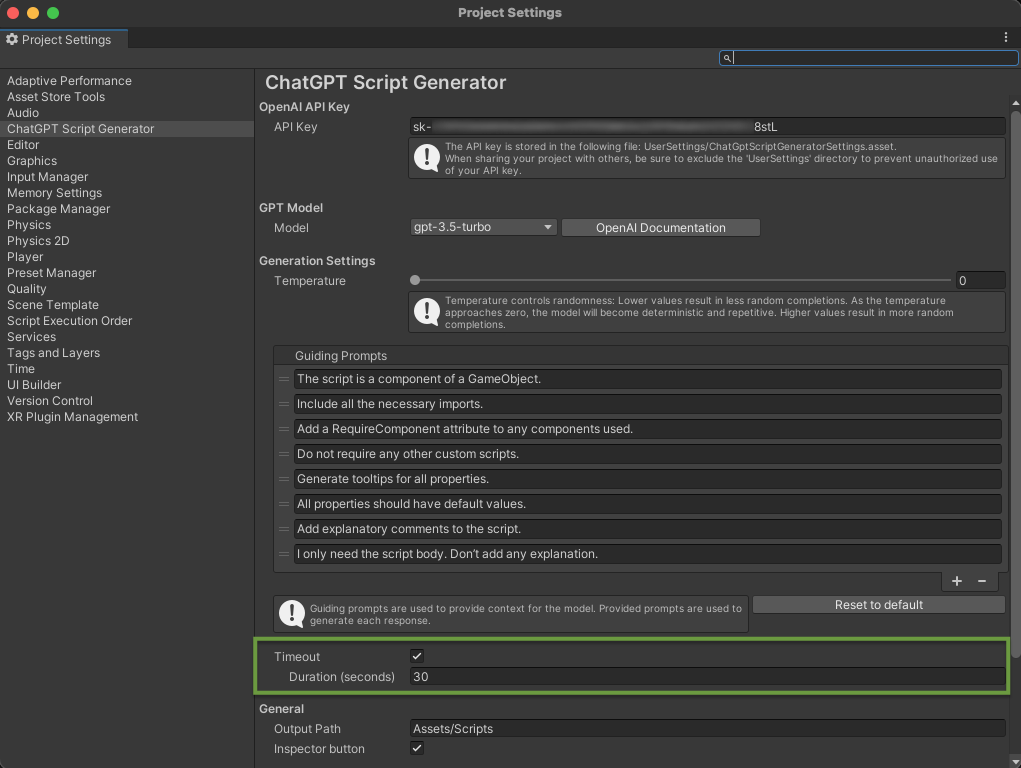 Project Settings
Project Settings
Adaptive Performance
Asset Store Tools
Audio
ChatGPT Script Generator
Editor
Graphics
Input Manager
Memory Settings
Package Manager
Physics
Physics 2D
Player
Preset Manager
Quality
Scene Template
Script Execution Order
Services
Tags and Layers
Time
UI Builder
Version Control
XR Plugin Management
ChatGPT Script Generator
OpenAI API Key
API Key sk- 8stL
The API key is stored in the following file: UserSettings/ChatGptScriptGeneratorSettings.asset.
When sharing your project with others, be sure to exclude the 'UserSettings' directory to prevent unauthorized use
of your API key.
GPT Model
Model gpt-3.5-turbo OpenAI Documentation
Generation Settings
Temperature 0
Temperature controls randomness: Lower values result in less random completions. As the temperature
approaches zero, the model will become deterministic and repetitive. Higher values result in more random
completions.
Guiding Prompts
The script is a component of a GameObject.
Include all the necessary imports.
Add a RequireComponent attribute to any components used.
Do not require any other custom scripts.
Generate tooltips for all properties.
All properties should have default values.
Add explanatory comments to the script.
I only need the script body. Don't add any explanation.
+ −
Guiding prompts are used to provide context for the model. Provided prompts are used to
generate each response.
Reset to default
Timeout
Duration (seconds) 30
General
Output Path Assets/Scripts
Inspector button